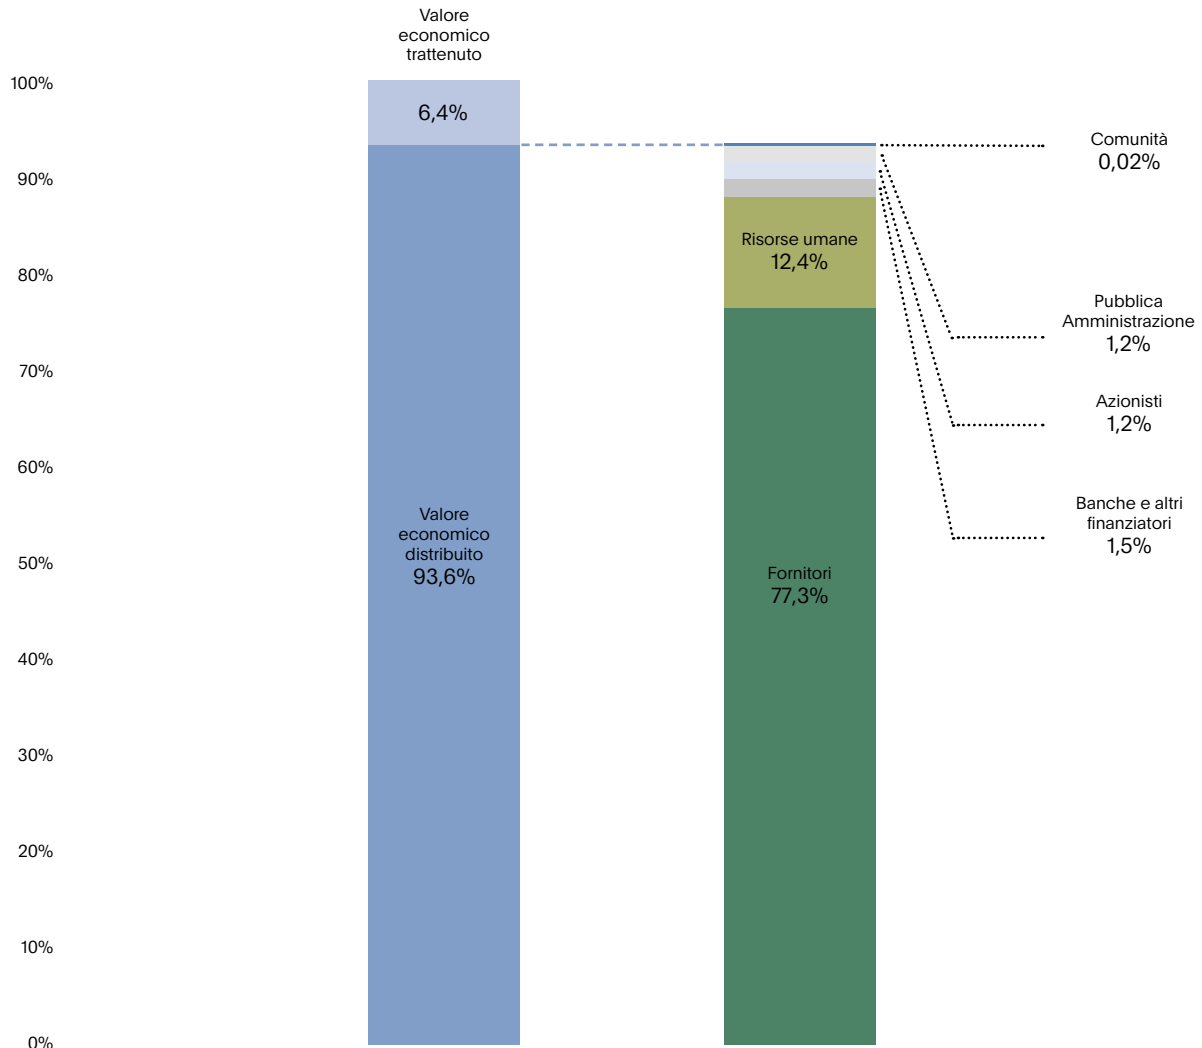 Valore
economico
trattenuto
100%
6,4%
90%
80%
70%
60%
50%
40%
30%
20%
10%
0%
Valore
economico
distribuito
93,6%
Risorse umane
12,4%
Fornitori
77,3%
Comunità
0,02%
Pubblica
Amministrazione
1,2%
Azionisti
1,2%
Banche e altri
finanziatori
1,5%